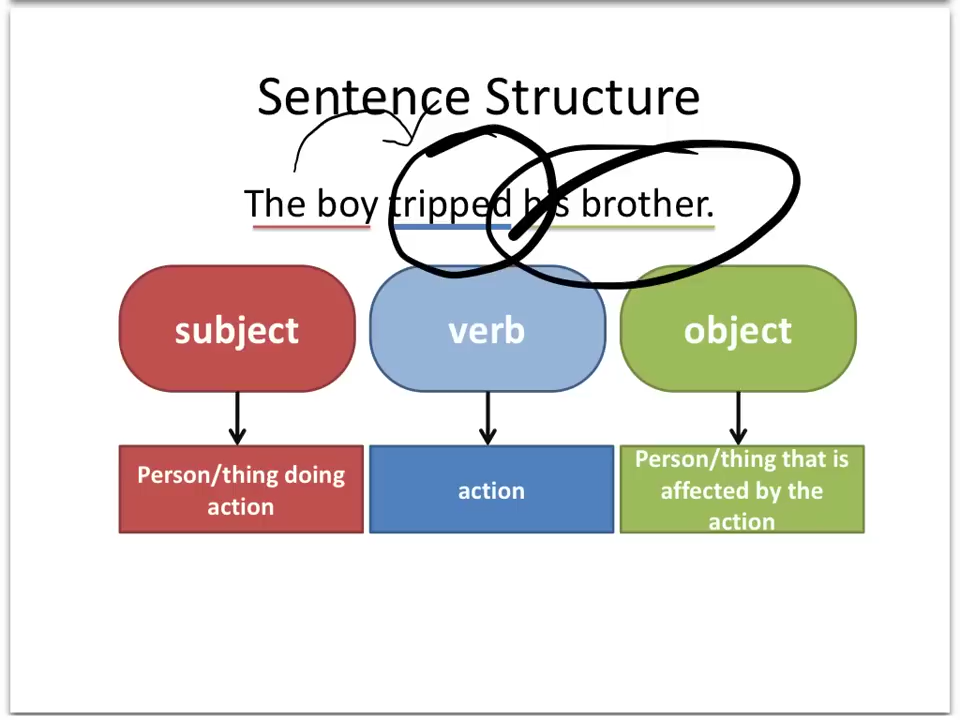 Sentence Structure
The boy tripped his brother.
subject
verb
object
Person/thing doing
action
action
Person/thing that is
affected by the
action